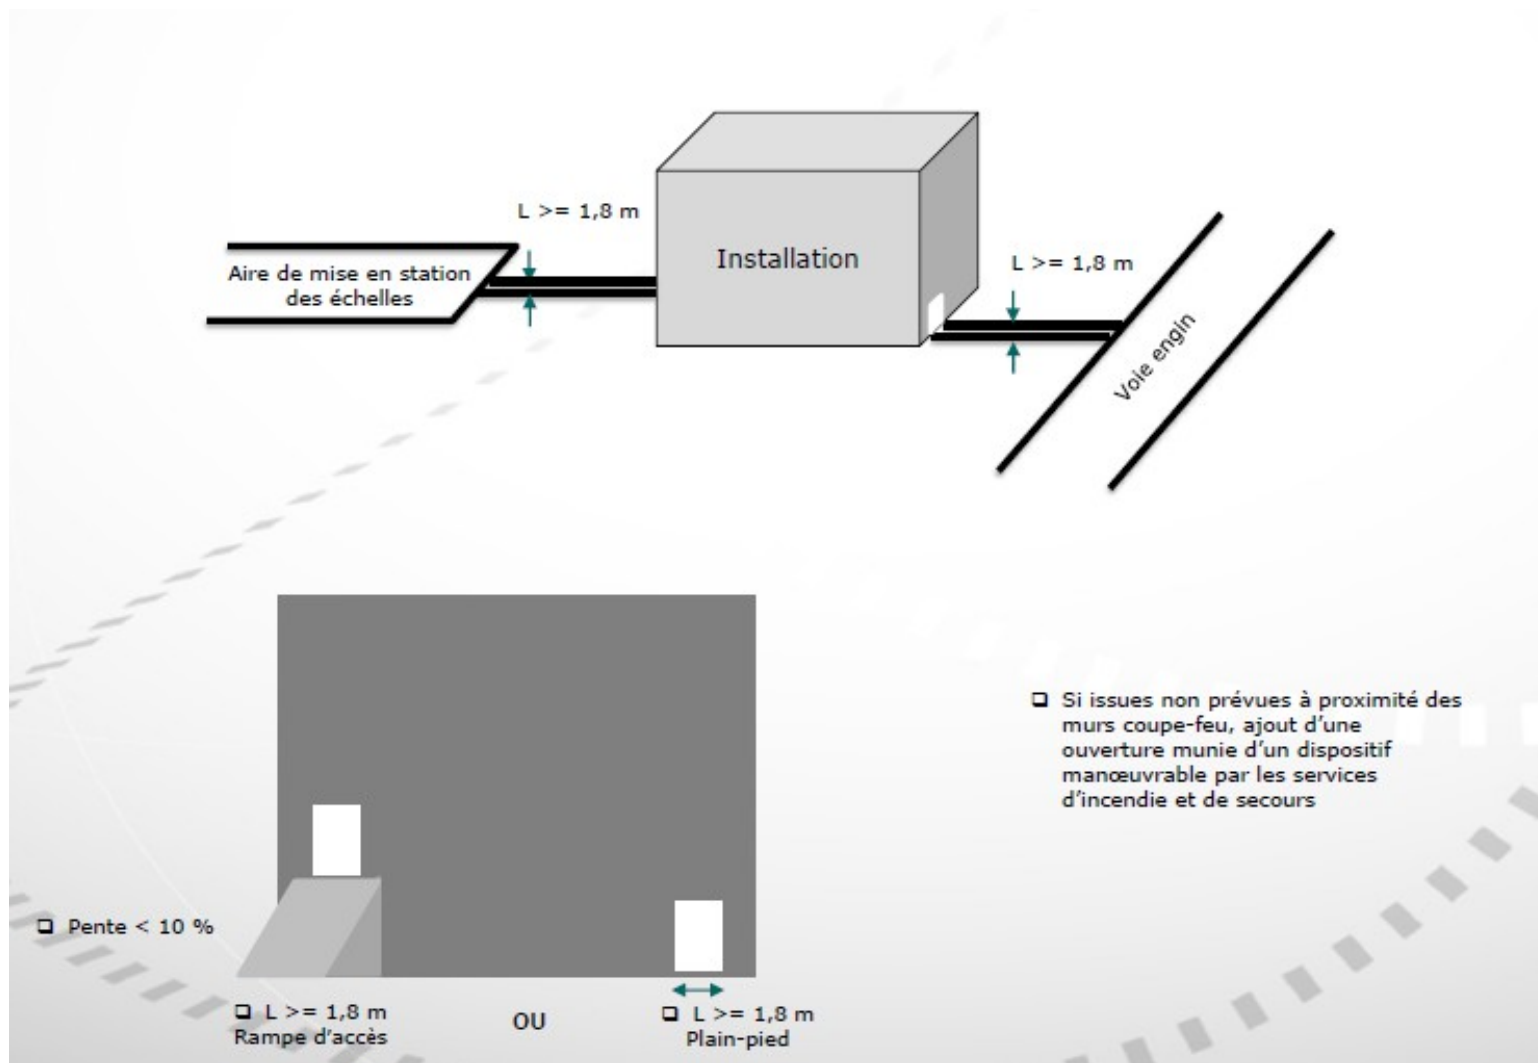 L >= 1,8 m
Installation
L >= 1,8 m
Aire de mise en station
des échelles
Voie engin
❑ Si issues non prévues à proximité des
murs coupe-feu, ajout d'une
ouverture munie d'un dispositif
manœuvrable par les services
d'incendie et de secours
❑ Pente < 10 %
❑ L >= 1,8 m
Rampe d'accès
OU
❑ L >= 1,8 m
Plain-pied